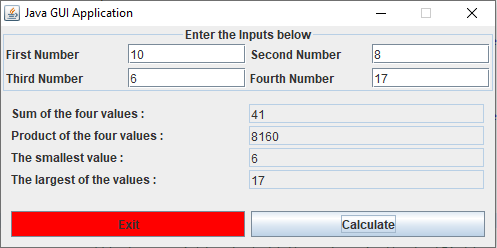 Java GUI Application
Enter the Inputs below
First Number 10 Second Number 8
Third Number 6 Fourth Number 17
Sum of the four values : 41
Product of the four values : 8160
The smallest value : 6
The largest of the values : 17
Exit Calculate